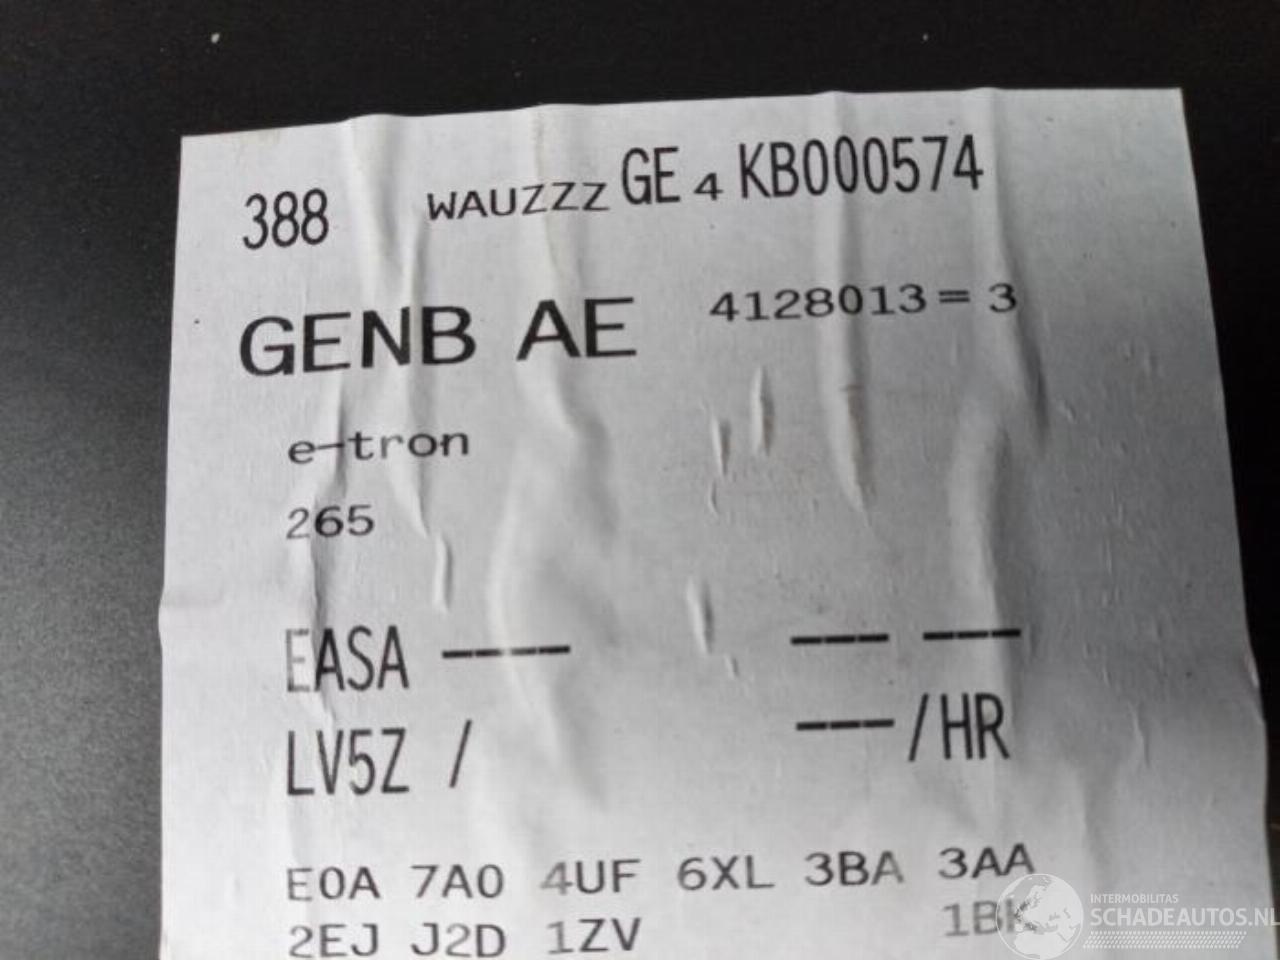 388 WAUZZZ GE 4 KB000574
GENB AE 4128013=3
e-tron
265
EASA ---- --- ---
LV5Z / ---/HR
E0A 7A0 4UF 6XL 3BA 3AA
2EJ J2D 1ZV
INTERMOBILITAS
SCHADEAUTOS.NL